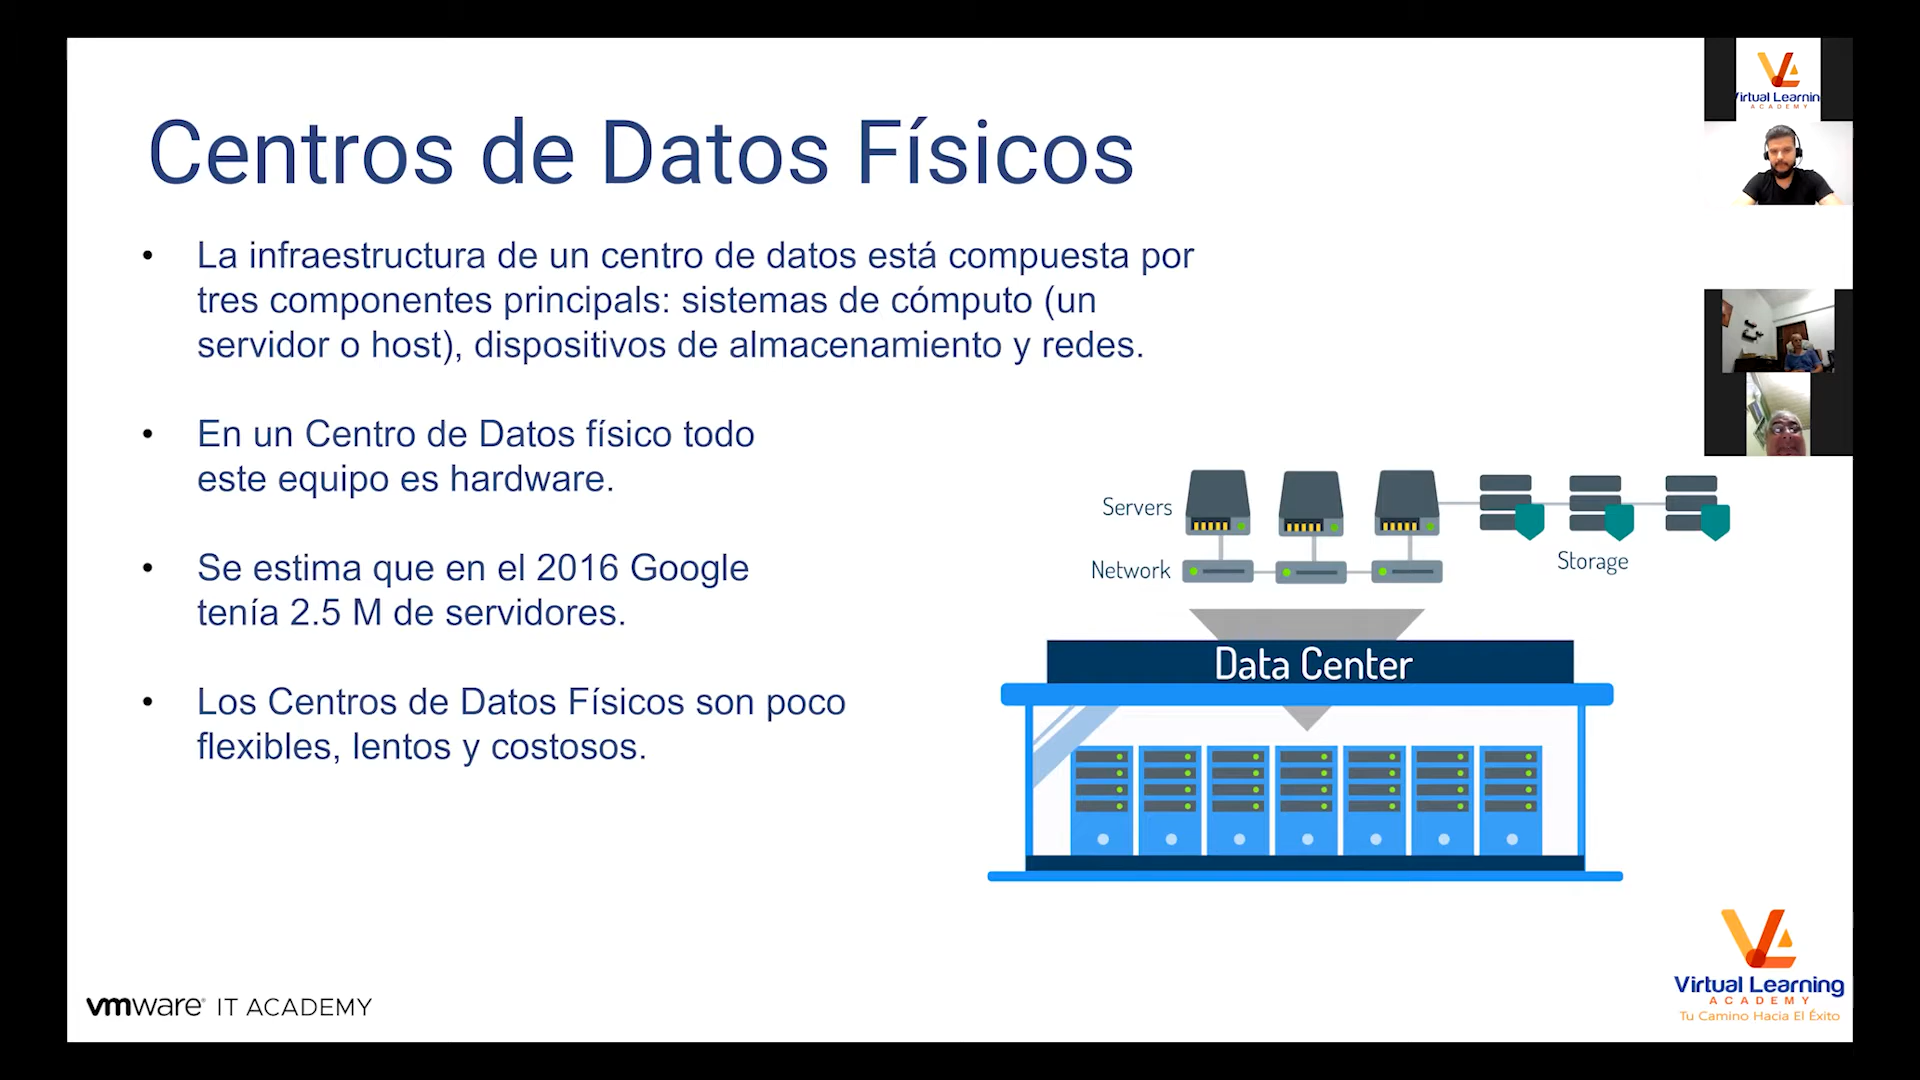 Centros de Datos Físicos
• La infraestructura de un centro de datos está compuesta por
tres componentes principals: sistemas de cómputo (un
servidor o host), dispositivos de almacenamiento y redes.
• En un Centro de Datos físico todo
este equipo es hardware.
• Se estima que en el 2016 Google
tenía 2.5 M de servidores.
• Los Centros de Datos Físicos son poco
flexibles, lentos y costosos.
Servers
Network
Storage
Data Center
vmware® IT ACADEMY
Virtual Learning
ACADEMY
Tu Camino Hacia El Éxito
Virtual Learnin
ACADEMY